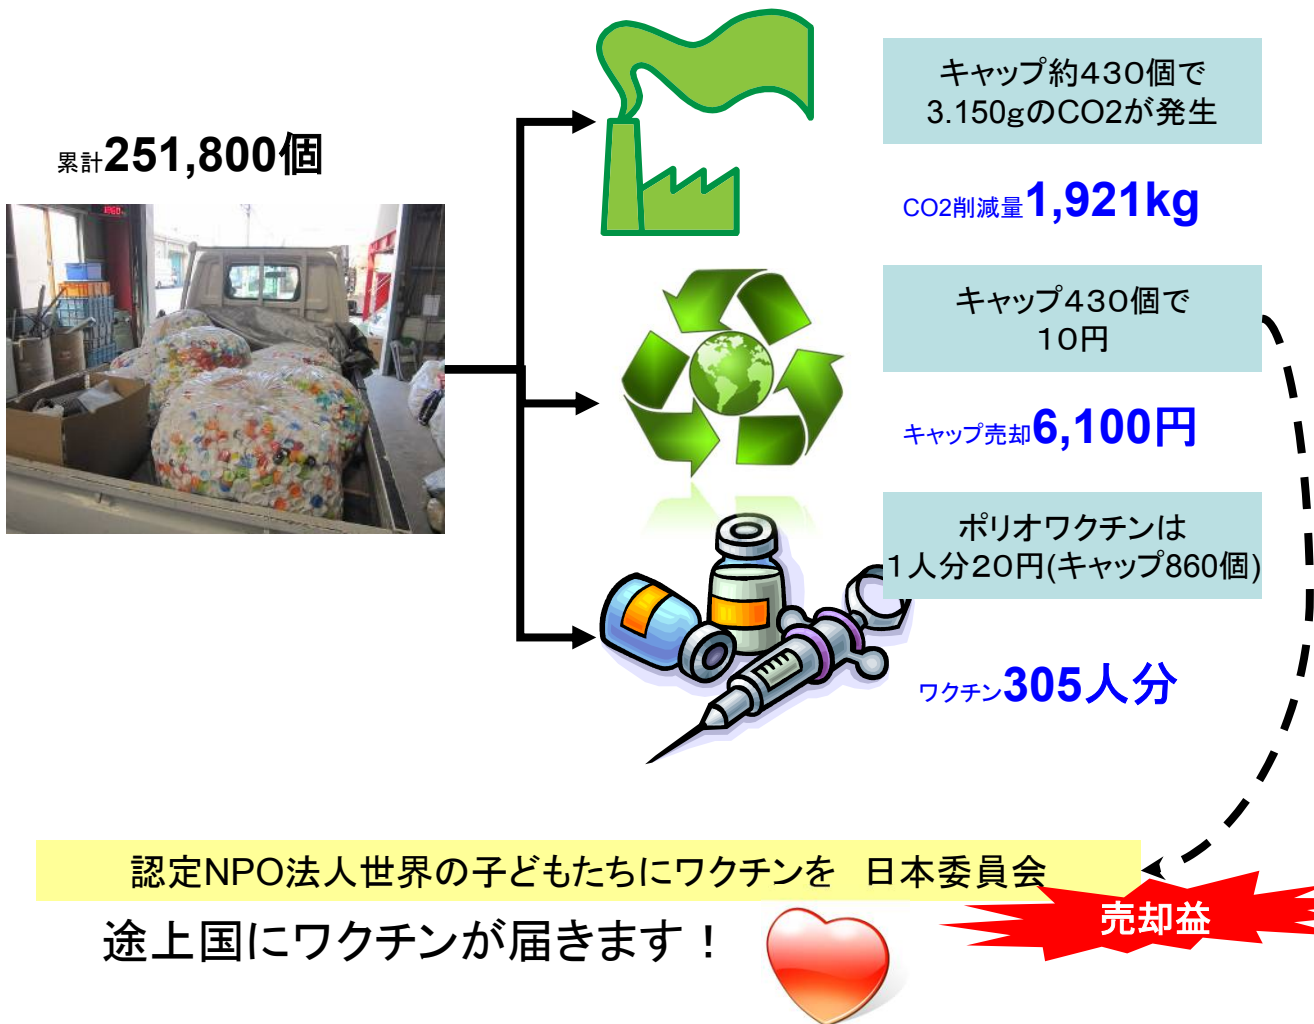 累計251,800個
キャップ約430個で
3.150gのCO2が発生
CO2削減量1,921kg
キャップ430個で
10円
キャップ売却6,100円
ポリオワクチンは
1人分20円(キャップ860個)
ワクチン305人分
認定NPO法人世界の子どもたちにワクチンを　日本委員会
売却益
途上国にワクチンが届きます！